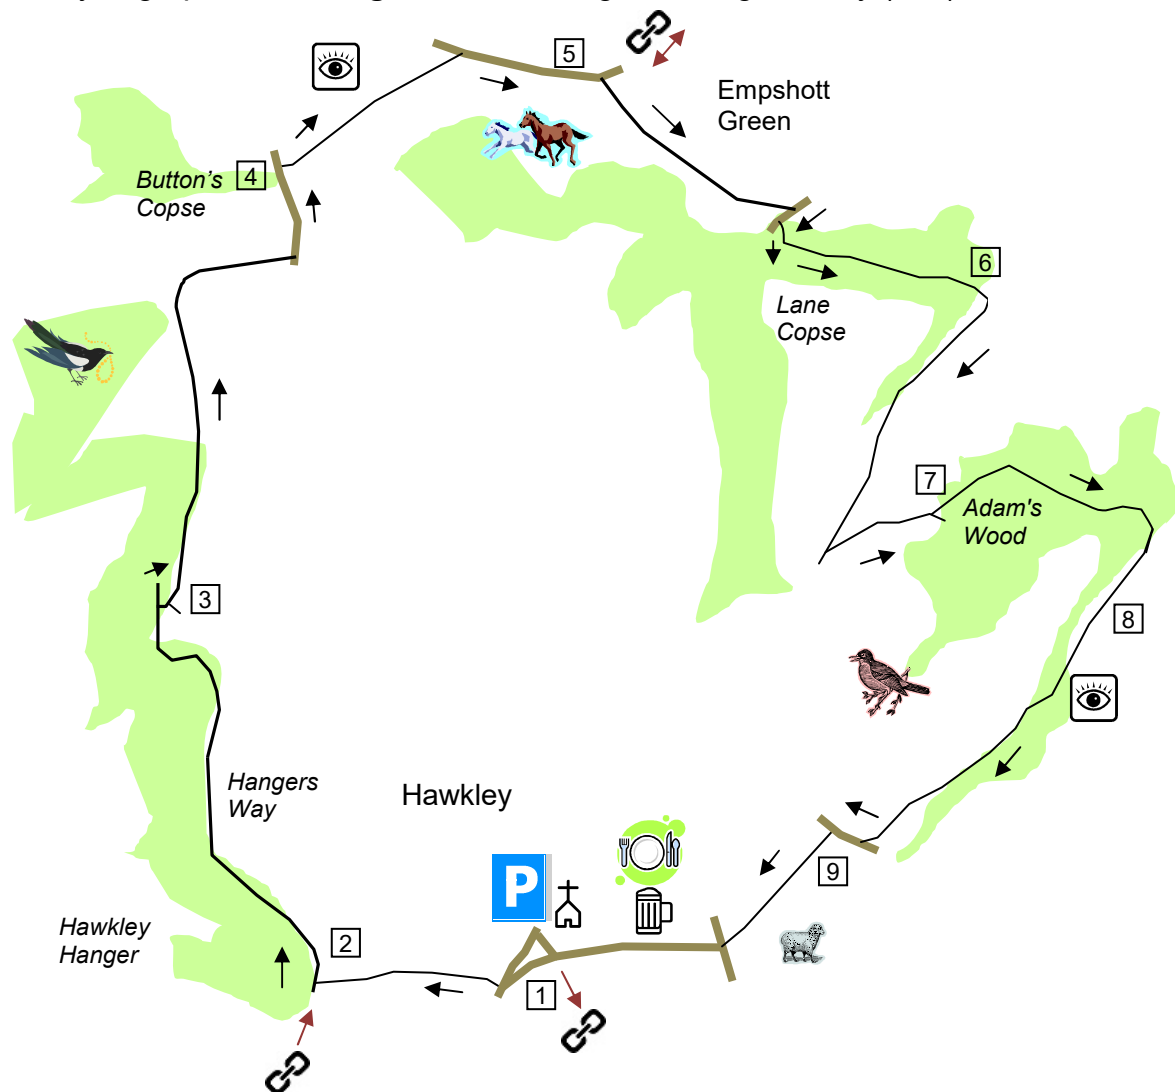 5
Empshott
Green
Button's
Copse
4
6
Lane
Copse
7
Adam's
Wood
3
8
Hangers
Way
Hawkley
P
9
Hawkley
Hanger
2
1